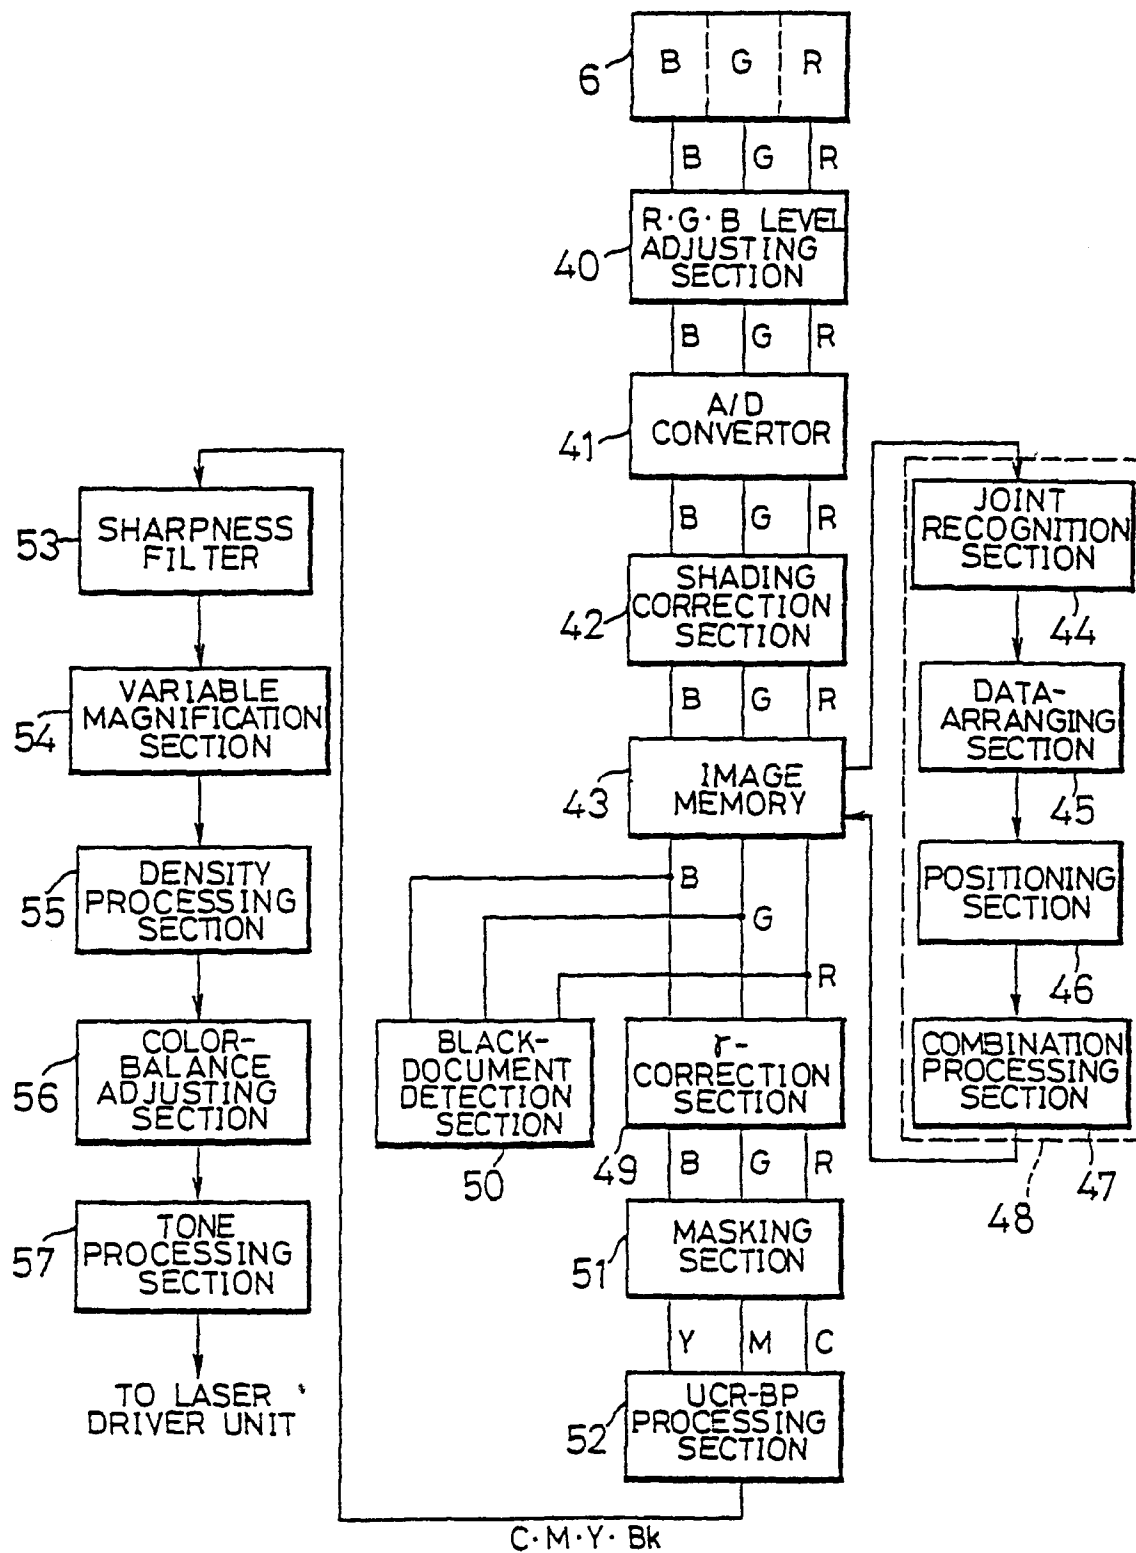 B G R
6
B G R
R·G·B LEVEL
ADJUSTING
SECTION
40
B G R
A/D
CONVERTOR
41
B G R
SHADING
CORRECTION
SECTION
42
B G R
IMAGE
MEMORY
43
JOINT
RECOGNITION
SECTION
44
DATA-
ARRANGING
SECTION
45
POSITIONING
SECTION
46
COMBINATION
PROCESSING
SECTION
47
48
B
G
R
BLACK-
DOCUMENT
DETECTION
SECTION
50
γ-
CORRECTION
SECTION
49
B G R
MASKING
SECTION
51
Y M C
UCR-BP
PROCESSING
SECTION
52
C·M·Y·Bk
SHARPNESS
FILTER
53
VARIABLE
MAGNIFICATION
SECTION
54
DENSITY
PROCESSING
SECTION
55
COLOR-
BALANCE
ADJUSTING
SECTION
56
TONE
PROCESSING
SECTION
57
TO LASER
DRIVER UNIT